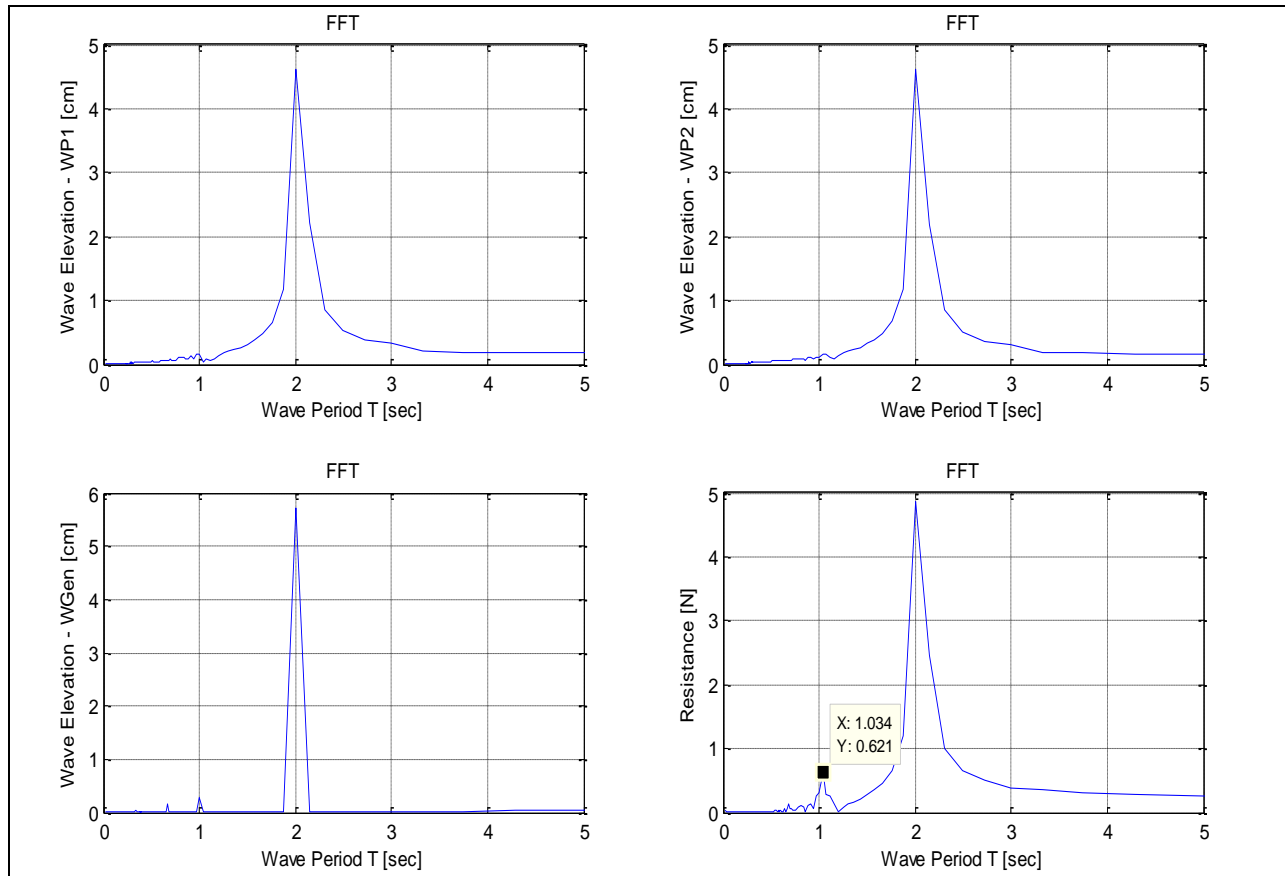 FFT
Wave Elevation - WP1 [cm]
5
4
3
2
1
0
0 1 2 3 4 5
Wave Period T [sec]
FFT
Wave Elevation - WP2 [cm]
5
4
3
2
1
0
0 1 2 3 4 5
Wave Period T [sec]
FFT
Wave Elevation - WGen [cm]
6
5
4
3
2
1
0
0 1 2 3 4 5
Wave Period T [sec]
FFT
Resistance [N]
5
4
3
2
1
0
X: 1.034
Y: 0.621
0 1 2 3 4 5
Wave Period T [sec]